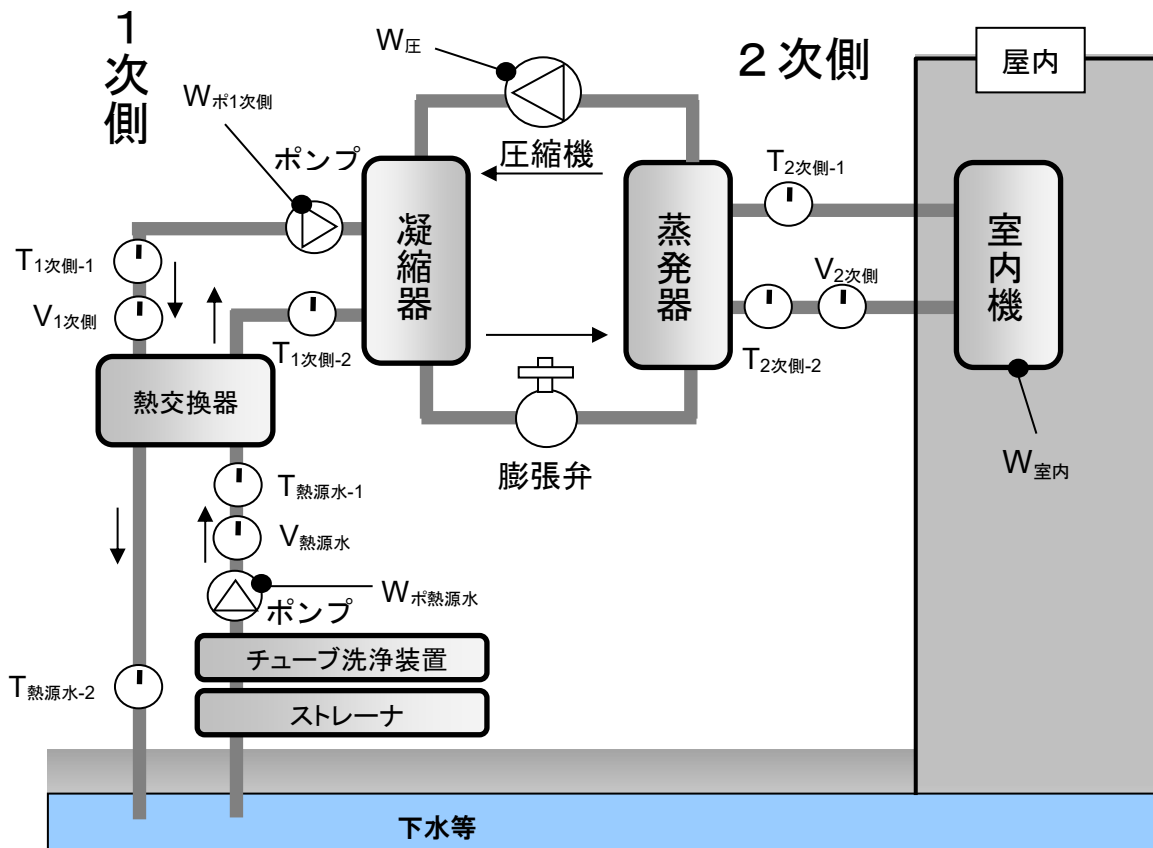 1次側
W圧
2次側
屋内
Wポ1次側
ポンプ
圧縮機
T2次側-1
凝縮器
蒸発器
室内機
T1次側-1
V1次側
V2次側
T1次側-2
T2次側-2
熱交換器
膨張弁
W室内
T熱源水-1
V熱源水
Wポ熱源水
ポンプ
チューブ洗浄装置
T熱源水-2
ストレーナ
下水等